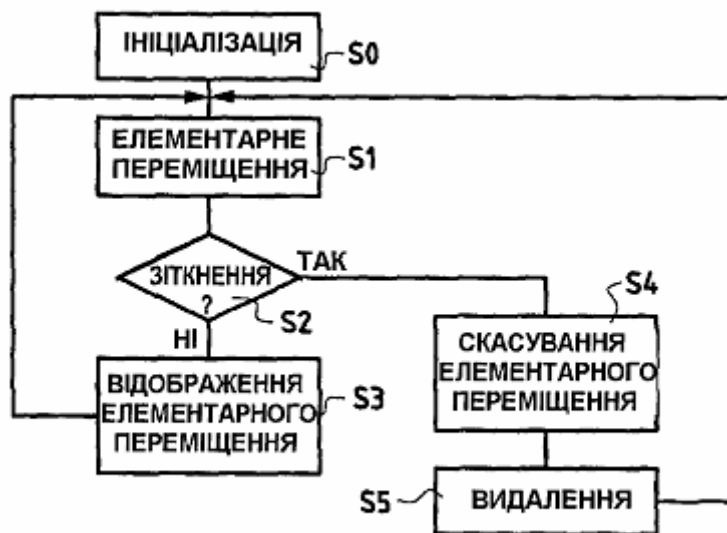 ІНІЦІАЛІЗАЦІЯ
S0
ЕЛЕМЕНТАРНЕ
ПЕРЕМІЩЕННЯ
S1
ЗІТКНЕННЯ
?
S2
ТАК
НІ
ВІДОБРАЖЕННЯ
ЕЛЕМЕНТАРНОГО
ПЕРЕМІЩЕННЯ
S3
S4
СКАСУВАННЯ
ЕЛЕМЕНТАРНОГО
ПЕРЕМІЩЕННЯ
S5
ВИДАЛЕННЯ